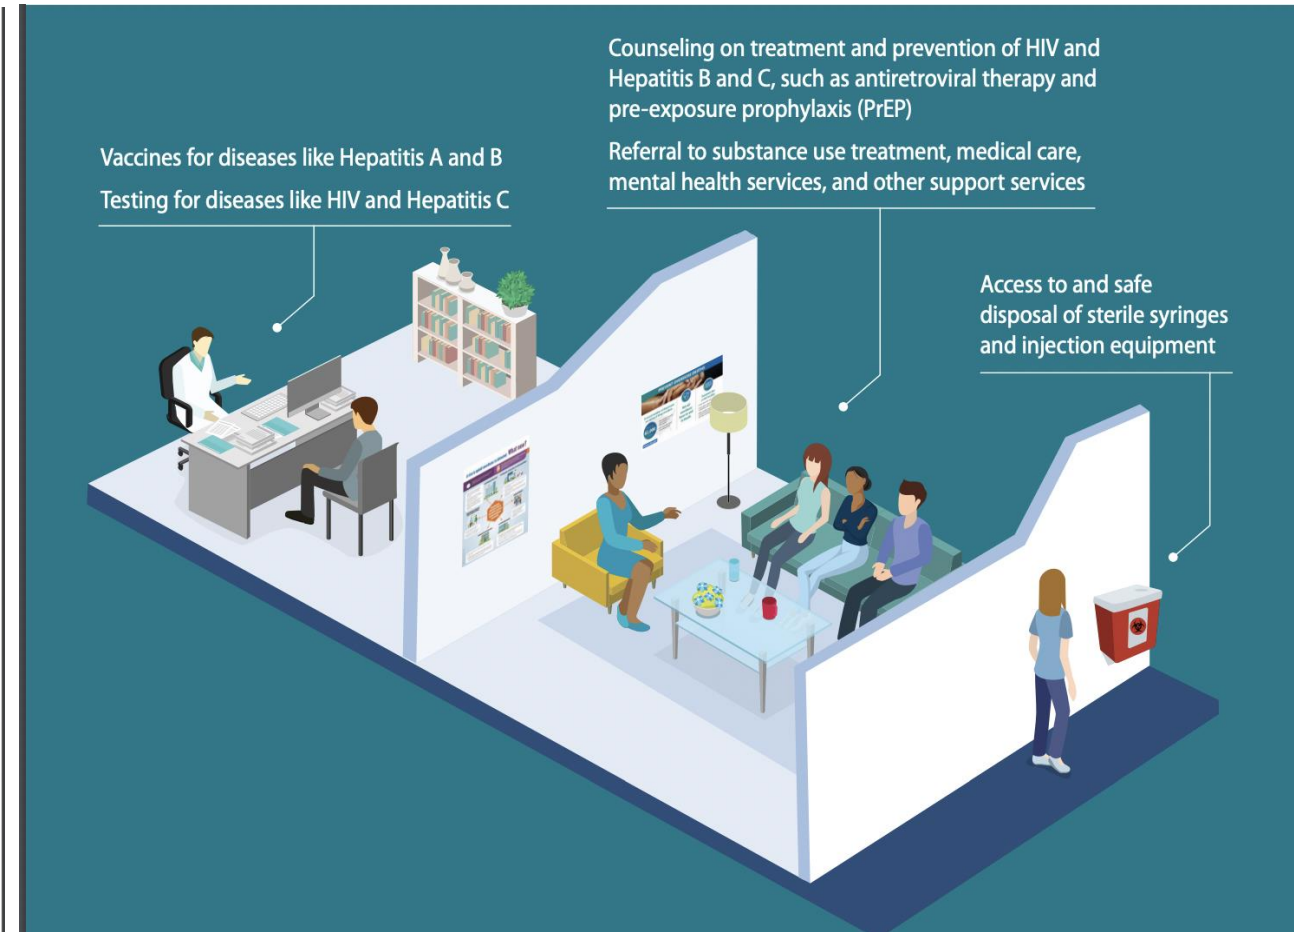 Counseling on treatment and prevention of HIV and
Hepatitis B and C, such as antiretroviral therapy and
pre-exposure prophylaxis (PrEP)
Referral to substance use treatment, medical care,
mental health services, and other support services
Vaccines for diseases like Hepatitis A and B
Testing for diseases like HIV and Hepatitis C
Access to and safe
disposal of sterile syringes
and injection equipment